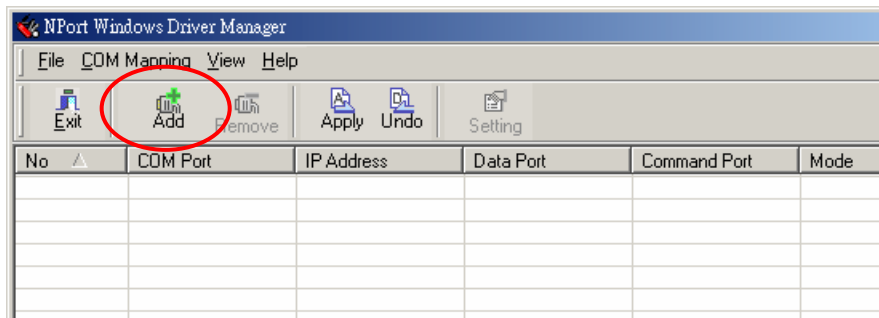 NPort Windows Driver Manager
File COM Mapping View Help
Exit Add Remove Apply Undo Setting
No COM Port IP Address Data Port Command Port Mode